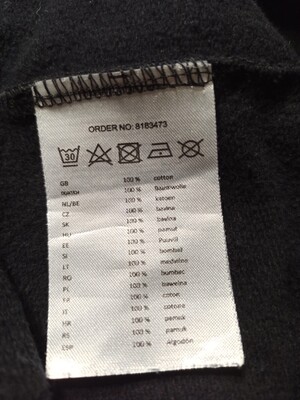 ORDER NO: 8183473
30
GB 100 % cotton
100 % Baumwolle
NL/BE 100 % katoen
CZ 100 % bavlna
SK 100 % bavlna
HU 100 % pamut
EE 100 % Puuvil
SI 100 % bombaž
LT 100 % medvilnė
RO 100 % bumbac
PL 100 % bawełna
FR 100 % coton
IT 100 % cotone
HR 100 % pamuk
RS 100 % pamuk
ESP 100 % Algodón